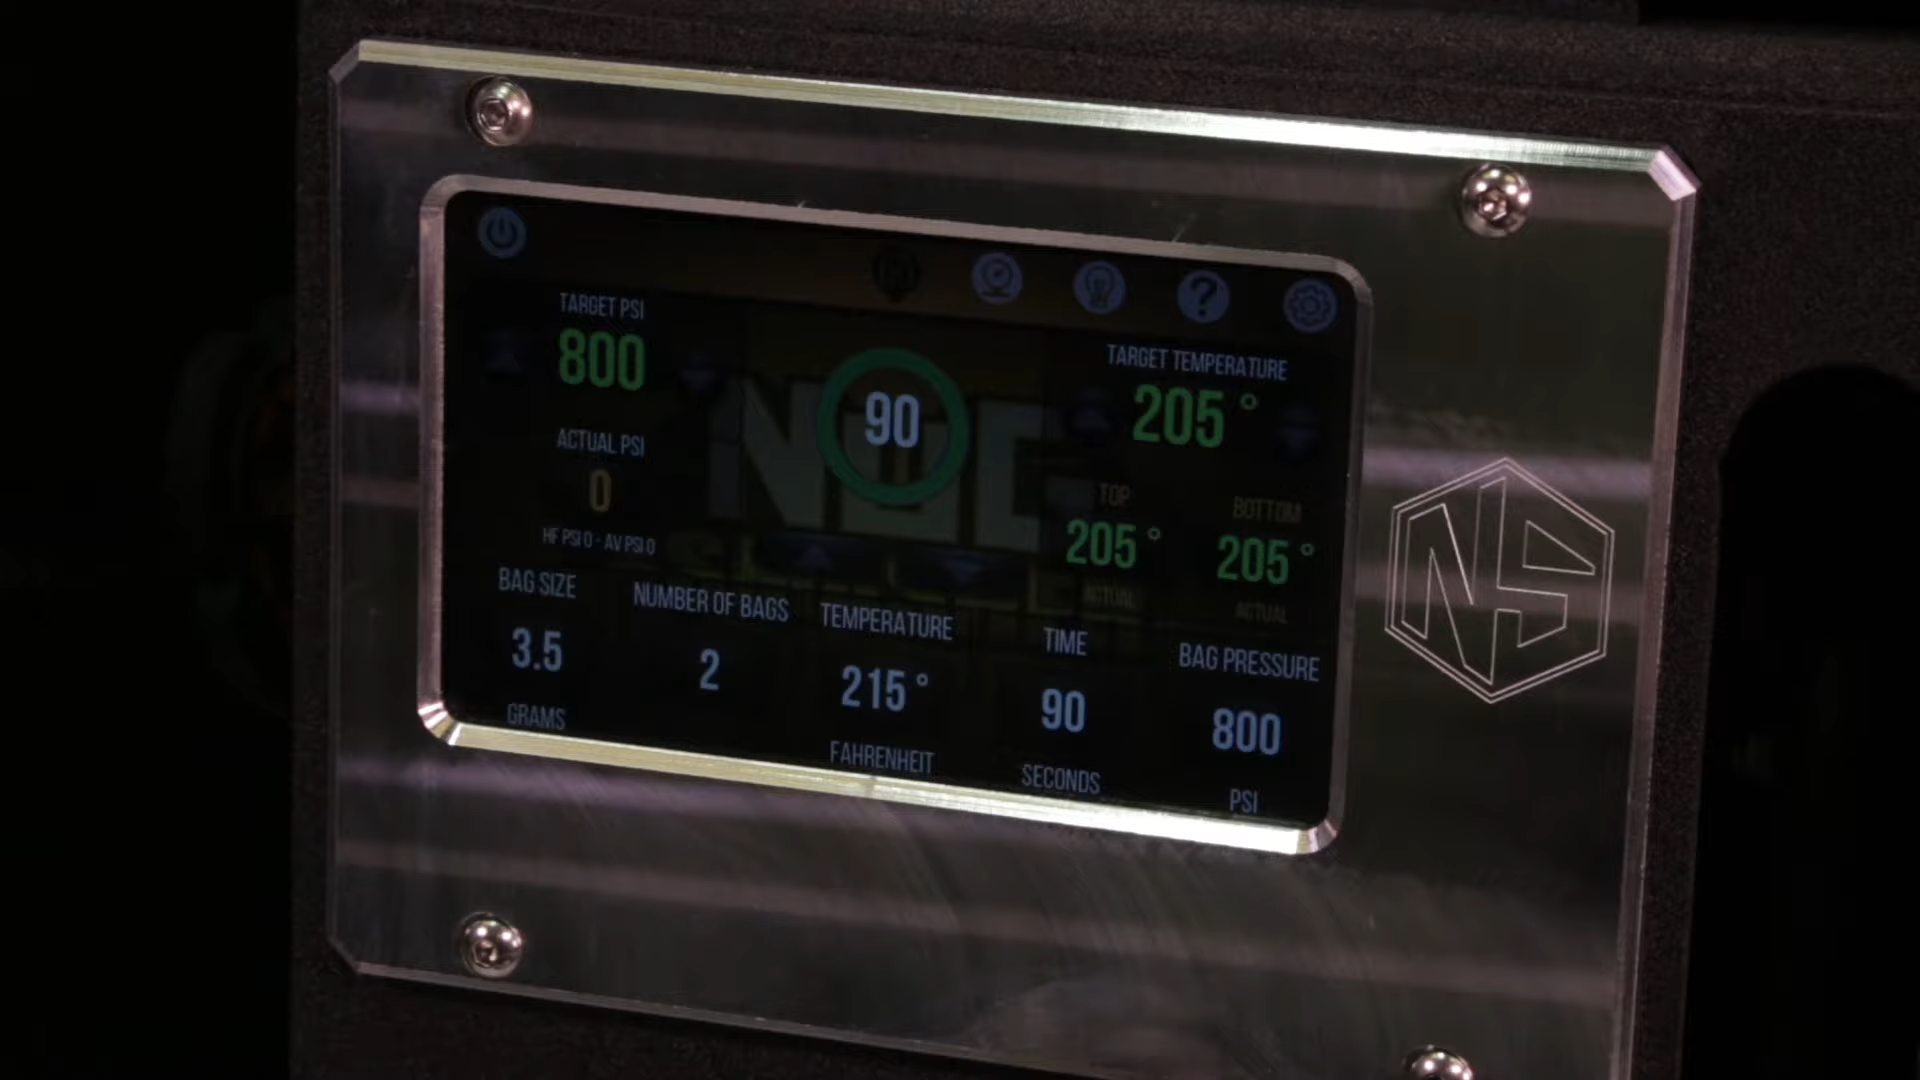 TARGET PSI
800
ACTUAL PSI
0
HF PSI 0 - AV PSI 0
90
TARGET TEMPERATURE
205°
TOP
205°
ACTUAL
BOTTOM
205°
ACTUAL
BAG SIZE
3.5
GRAMS
NUMBER OF BAGS
2
TEMPERATURE
215°
FAHRENHEIT
TIME
90
SECONDS
BAG PRESSURE
800
PSI
NS